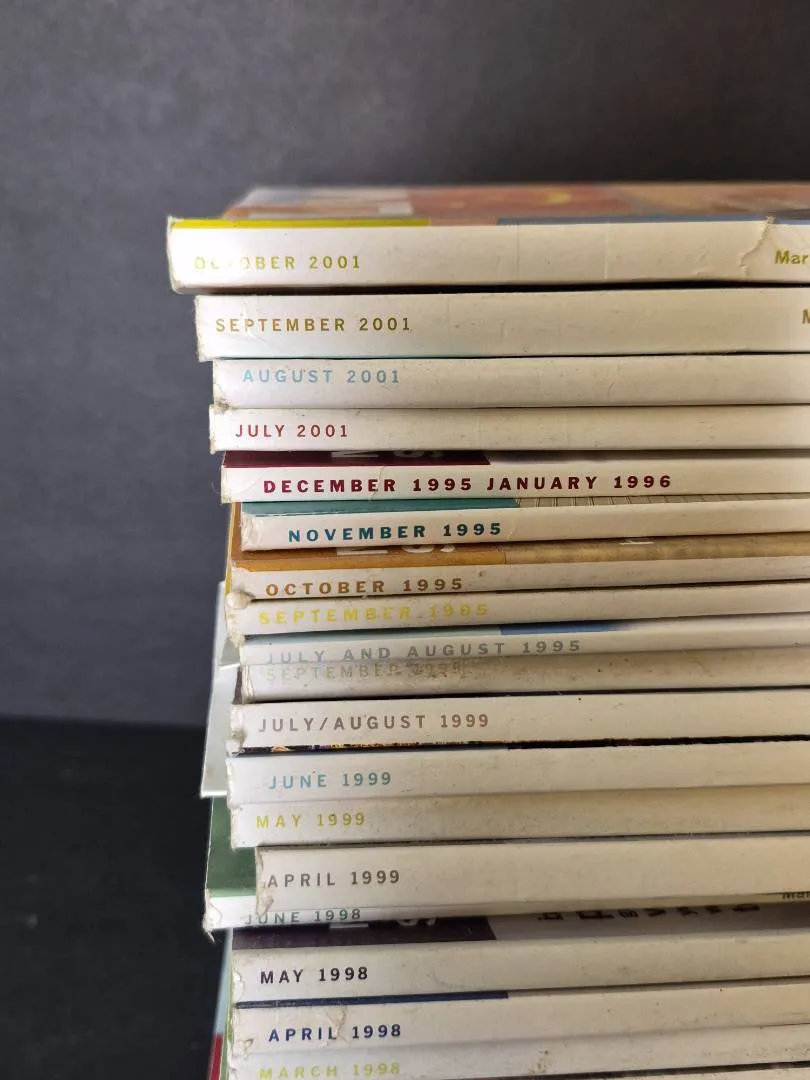 OCTOBER 2001 Mar
SEPTEMBER 2001 M
AUGUST 2001
JULY 2001
DECEMBER 1995 JANUARY 1996
NOVEMBER 1995
OCTOBER 1995
SEPTEMBER 1995
JULY AND AUGUST 1995
SEPTEMBER
JULY/AUGUST 1999
JUNE 1999
MAY 1999
APRIL 1999
JUNE 1998
MAY 1998
APRIL 1998
MARCH 1998